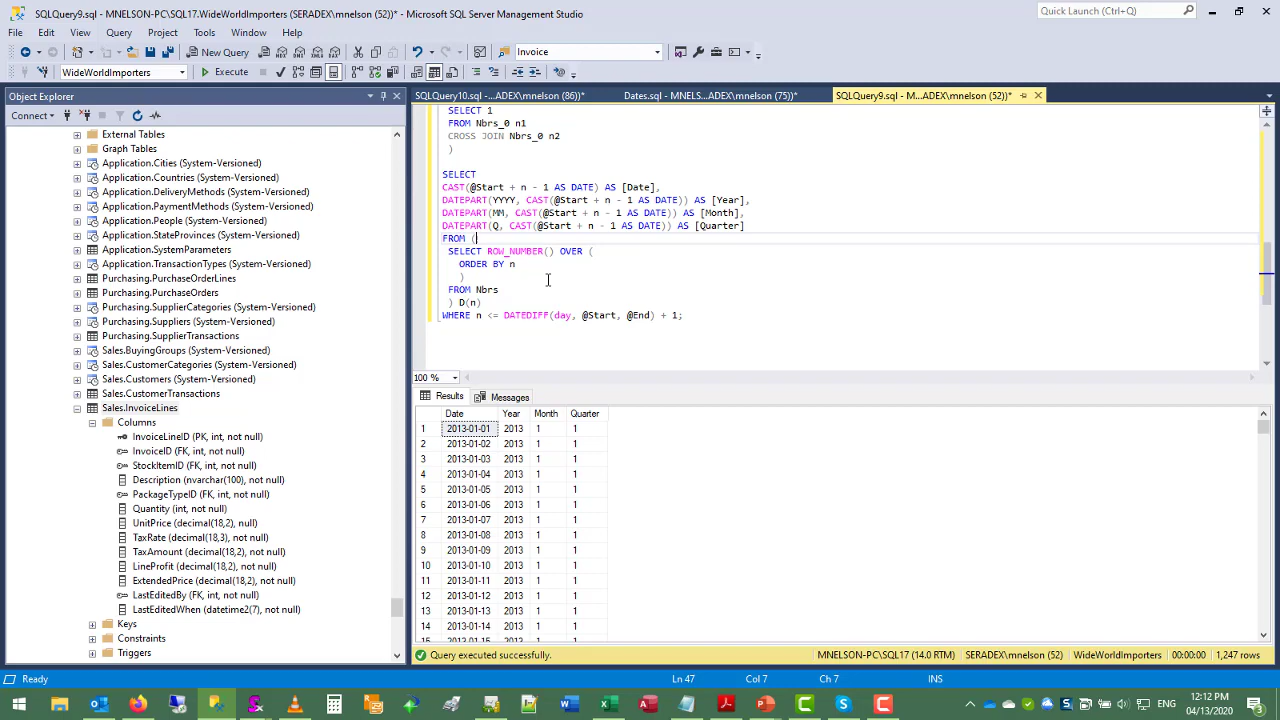 SQLQuery9.sql - MNELSON-PC\SQL17.WideWorldImporters (SERADEX\mnelson (52))* - Microsoft SQL Server Management Studio
Quick Launch (Ctrl+Q)
File Edit View Query Project Tools Window Help
New Query
Invoice
WideWorldImporters
Execute
Object Explorer
SQLQuery10.sql -...ADEX\mnelson (86))*
Dates.sql - MNELS...ADEX\mnelson (75))*
SQLQuery9.sql - M...ADEX\mnelson (52))*
Connect
External Tables
Graph Tables
Application.Cities (System-Versioned)
Application.Countries (System-Versioned)
Application.DeliveryMethods (System-Versioned)
Application.PaymentMethods (System-Versioned)
Application.People (System-Versioned)
Application.StateProvinces (System-Versioned)
Application.SystemParameters
Application.TransactionTypes (System-Versioned)
Purchasing.PurchaseOrderLines
Purchasing.PurchaseOrders
Purchasing.SupplierCategories (System-Versioned)
Purchasing.Suppliers (System-Versioned)
Purchasing.SupplierTransactions
Sales.BuyingGroups (System-Versioned)
Sales.CustomerCategories (System-Versioned)
Sales.Customers (System-Versioned)
Sales.CustomerTransactions
Sales.InvoiceLines
Columns
InvoiceLineID (PK, int, not null)
InvoiceID (FK, int, not null)
StockItemID (FK, int, not null)
Description (nvarchar(100), not null)
PackageTypeID (FK, int, not null)
Quantity (int, not null)
UnitPrice (decimal(18,2), null)
TaxRate (decimal(18,3), not null)
TaxAmount (decimal(18,2), not null)
LineProfit (decimal(18,2), not null)
ExtendedPrice (decimal(18,2), not null)
LastEditedBy (FK, int, not null)
LastEditedWhen (datetime2(7), not null)
Keys
Constraints
Triggers
SELECT 1
FROM Nbrs_0 n1
CROSS JOIN Nbrs_0 n2
)
SELECT
CAST(@Start + n - 1 AS DATE) AS [Date],
DATEPART(YYYY, CAST(@Start + n - 1 AS DATE)) AS [Year],
DATEPART(MM, CAST(@Start + n - 1 AS DATE)) AS [Month],
DATEPART(Q, CAST(@Start + n - 1 AS DATE)) AS [Quarter]
FROM (
SELECT ROW_NUMBER() OVER (
ORDER BY n
)
FROM Nbrs
) D(n)
WHERE n <= DATEDIFF(day, @Start, @End) + 1;
100 %
Results Messages
Date Year Month Quarter
1 2013-01-01 2013 1 1
2 2013-01-02 2013 1 1
3 2013-01-03 2013 1 1
4 2013-01-04 2013 1 1
5 2013-01-05 2013 1 1
6 2013-01-06 2013 1 1
7 2013-01-07 2013 1 1
8 2013-01-08 2013 1 1
9 2013-01-09 2013 1 1
10 2013-01-10 2013 1 1
11 2013-01-11 2013 1 1
12 2013-01-12 2013 1 1
13 2013-01-13 2013 1 1
14 2013-01-14 2013 1 1
15 2013-01-15 2013 1 1
Query executed successfully.
MNELSON-PC\SQL17 (14.0 RTM) SERADEX\mnelson (52) WideWorldImporters 00:00:00 1,247 rows
Ready
Ln 47 Col 7 Ch 7 INS
ENG
12:12 PM
04/13/2020